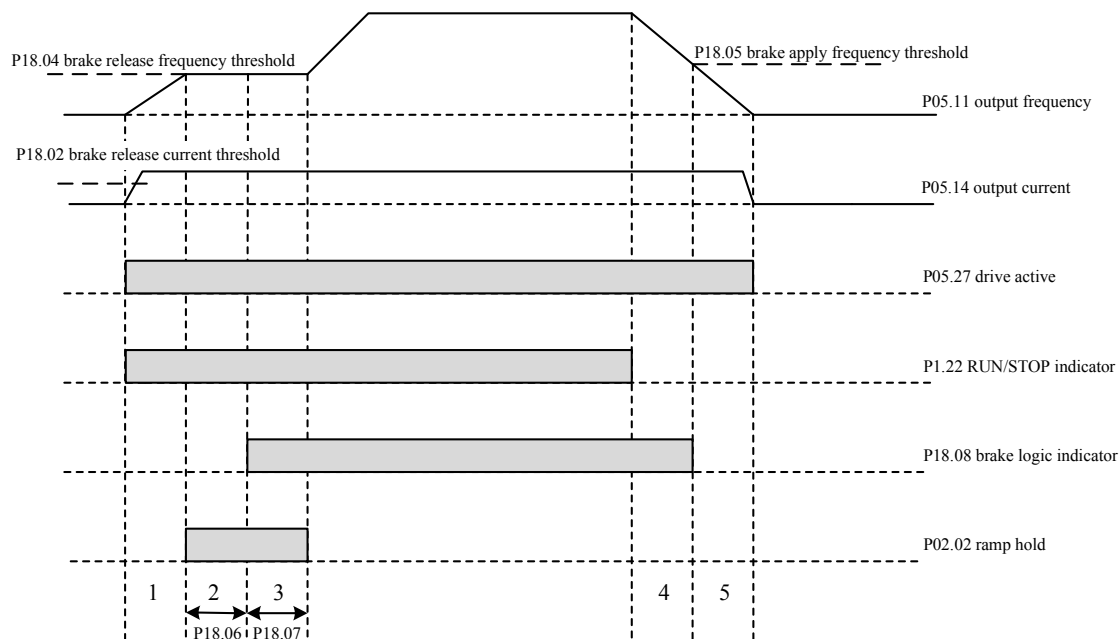 P18.04 brake release frequency threshold
P18.05 brake apply frequency threshold
P05.11 output frequency
P18.02 brake release current threshold
P05.14 output current
P05.27 drive active
P1.22 RUN/STOP indicator
P18.08 brake logic indicator
P02.02 ramp hold
1 2 3 4 5
P18.06 P18.07